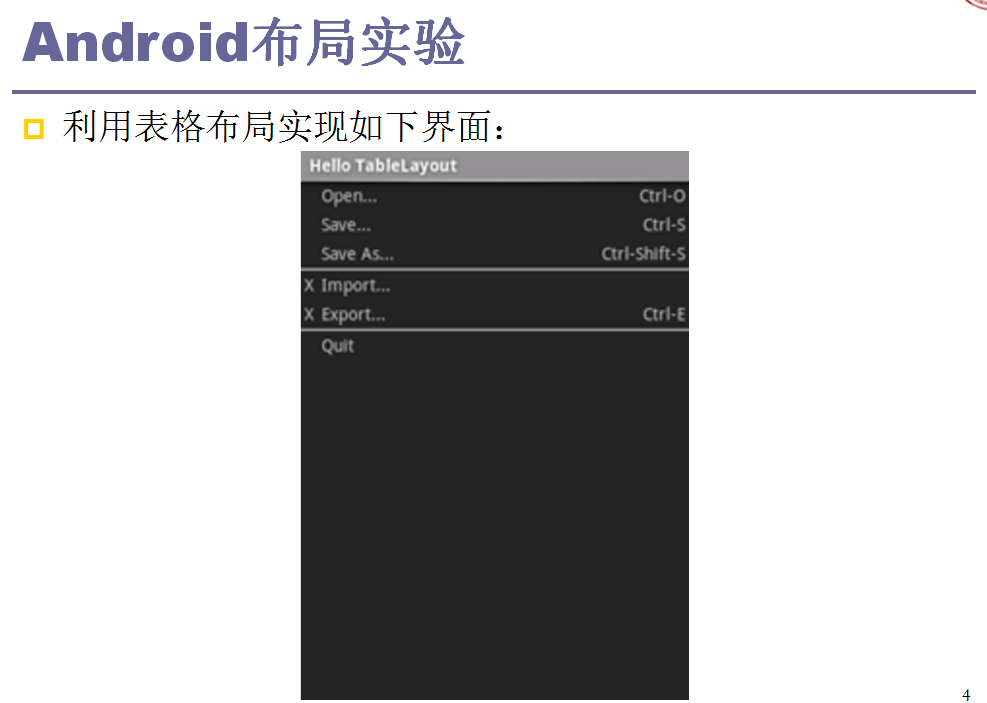 Android布局实验
利用表格布局实现如下界面：
Hello TableLayout
Open... Ctrl-O
Save... Ctrl-S
Save As... Ctrl-Shift-S
X Import...
X Export... Ctrl-E
Quit
4